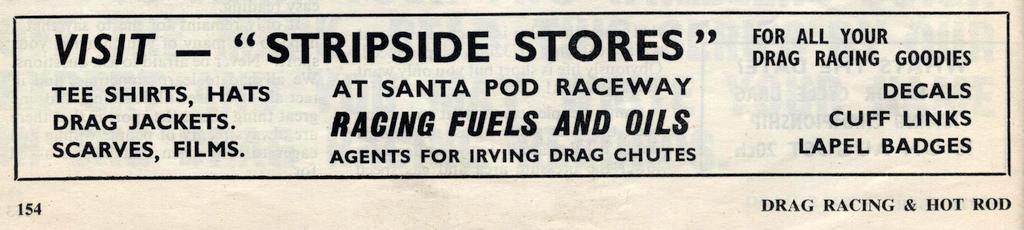 VISIT — "STRIPSIDE STORES"
FOR ALL YOUR
DRAG RACING GOODIES
TEE SHIRTS, HATS
DRAG JACKETS.
SCARVES, FILMS.
AT SANTA POD RACEWAY
RACING FUELS AND OILS
AGENTS FOR IRVING DRAG CHUTES
DECALS
CUFF LINKS
LAPEL BADGES
154
DRAG RACING & HOT ROD